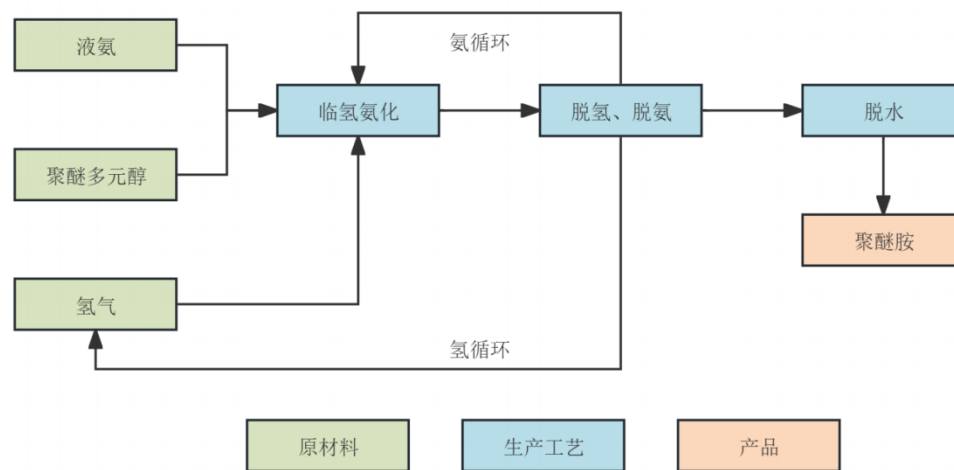 氨循环
液氨
临氢氨化
脱氢、脱氨
脱水
聚醚多元醇
聚醚胺
氢气
氢循环
原材料
生产工艺
产品